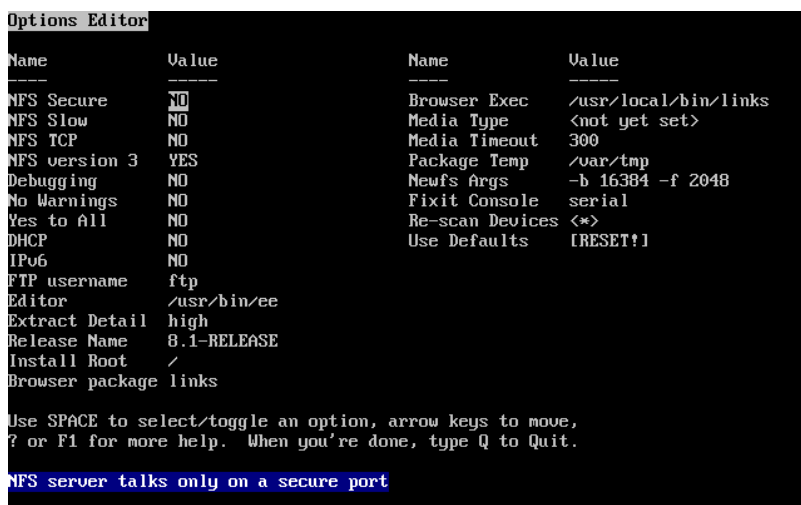 Options Editor
Name Value Name Value
---- ----- ---- -----
NFS Secure NO Browser Exec /usr/local/bin/links
NFS Slow NO Media Type <not yet set>
NFS TCP NO Media Timeout 300
NFS version 3 YES Package Temp /var/tmp
Debugging NO Newfs Args -b 16384 -f 2048
No Warnings NO Fixit Console serial
Yes to All NO Re-scan Devices <*>
DHCP NO Use Defaults [RESET!]
IPv6 NO
FTP username ftp
Editor /usr/bin/ee
Extract Detail high
Release Name 8.1-RELEASE
Install Root /
Browser package links
Use SPACE to select/toggle an option, arrow keys to move,
? or F1 for more help. When you're done, type Q to Quit.
NFS server talks only on a secure port